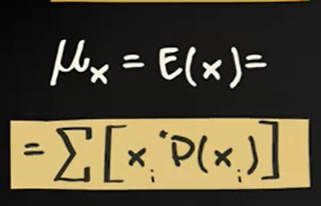 μₓ = E(x) =
= Σ [xᵢ · P(xᵢ)]